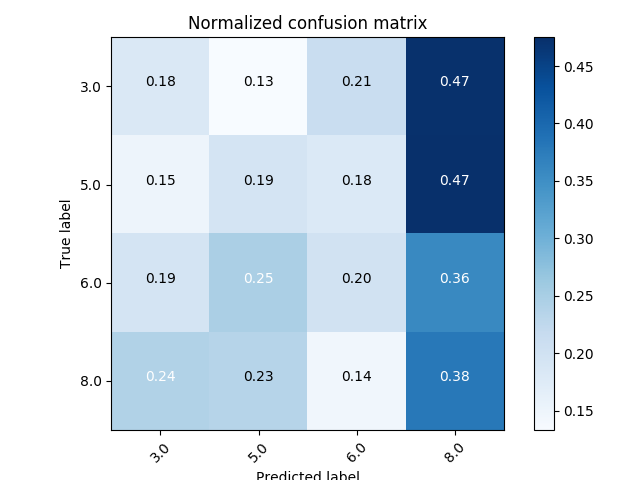 Normalized confusion matrix
True label
3.0 0.18 0.13 0.21 0.47
5.0 0.15 0.19 0.18 0.47
6.0 0.19 0.25 0.20 0.36
8.0 0.24 0.23 0.14 0.38
3.0 5.0 6.0 8.0
Predicted label
0.45
0.40
0.35
0.30
0.25
0.20
0.15